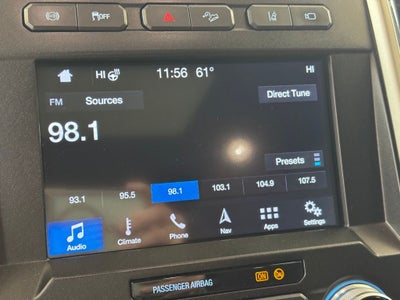 OFF
HI 11:56 61° HI
FM Sources Direct Tune
98.1
Presets
93.1 95.5 98.1 103.1 104.9 107.5
Audio Climate Phone Nav Apps Settings
PASSENGER AIRBAG ON